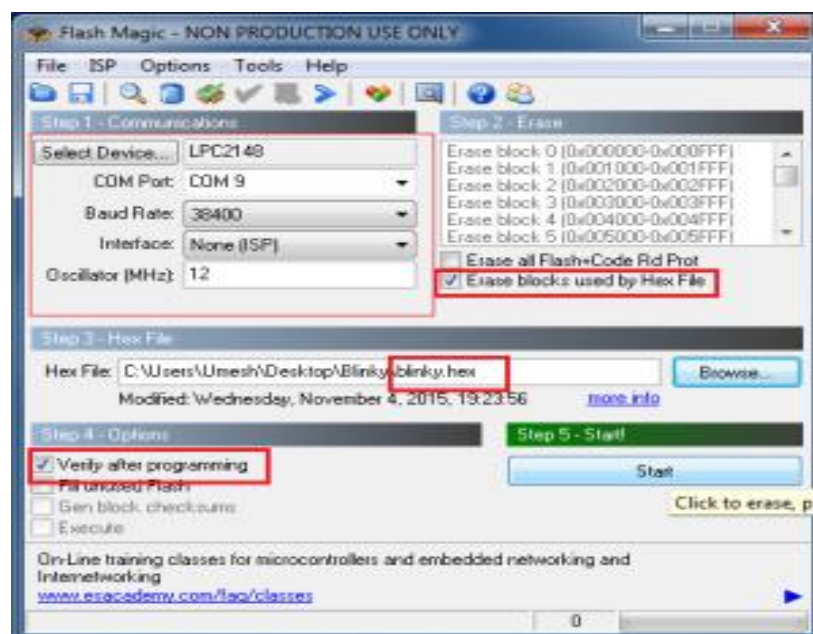 Flash Magic - NON PRODUCTION USE ONLY
File ISP Options Tools Help
Step 1 - Communications
Select Device... LPC2148
COM Port: COM 9
Baud Rate: 38400
Interface: None (ISP)
Oscillator (MHz): 12
Step 2 - Erase
Erase block 0 (0x000000-0x000FFF)
Erase block 1 (0x001000-0x001FFF)
Erase block 2 (0x002000-0x002FFF)
Erase block 3 (0x003000-0x003FFF)
Erase block 4 (0x004000-0x004FFF)
Erase block 5 (0x005000-0x005FFF)
Erase all Flash+Code Rd Prot
Erase blocks used by Hex File
Step 3 - Hex File
Hex File: C:\Users\Umesh\Desktop\Blinky\blinky.hex
Browse...
Modified: Wednesday, November 4, 2015, 19:23:56 more info
Step 4 - Options
Verify after programming
Fill unused Flash
Gen block checksums
Execute
Step 5 - Start!
Start
Click to erase, p
On-Line training classes for microcontrollers and embedded networking and
Internetworking
www.esacademy.com/faq/classes
0